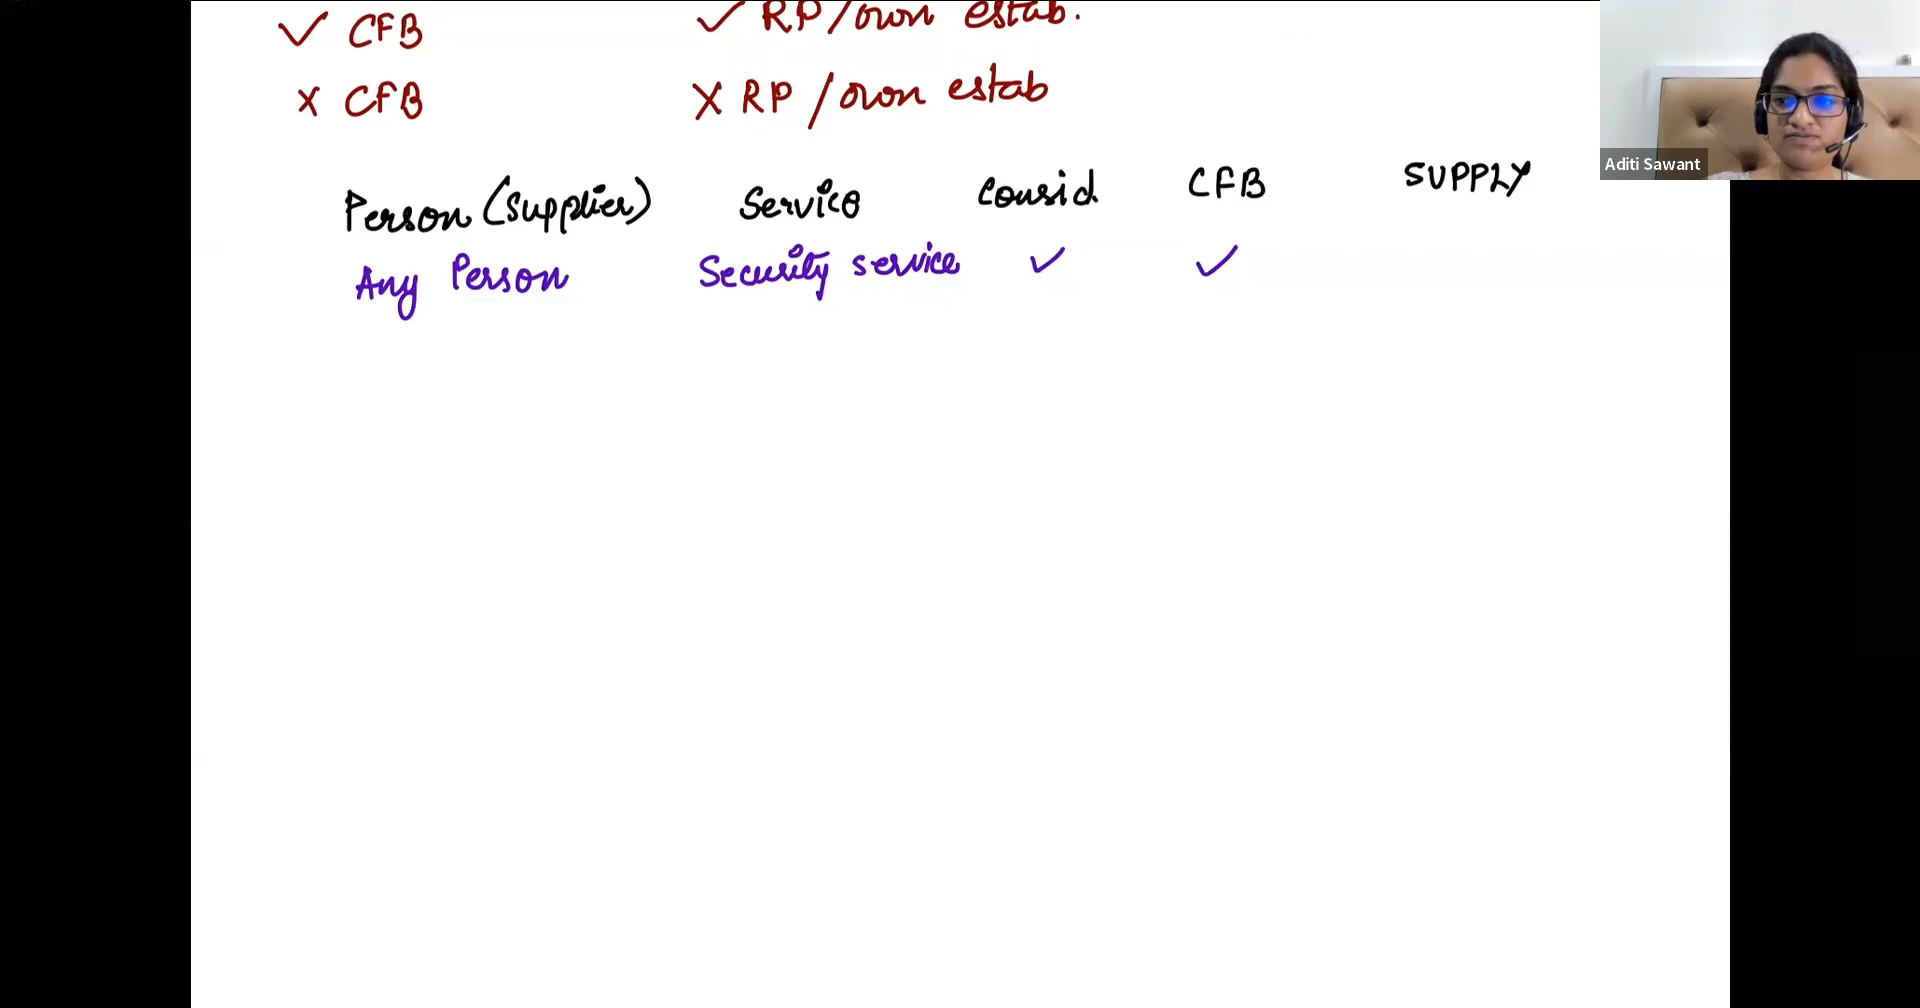 ✓ CFB ✓ RP/own estab.
x CFB X RP/own estab
Person (Supplier) Service Consid. CFB SUPPLY
Any Person Security service ✓ ✓
Aditi Sawant